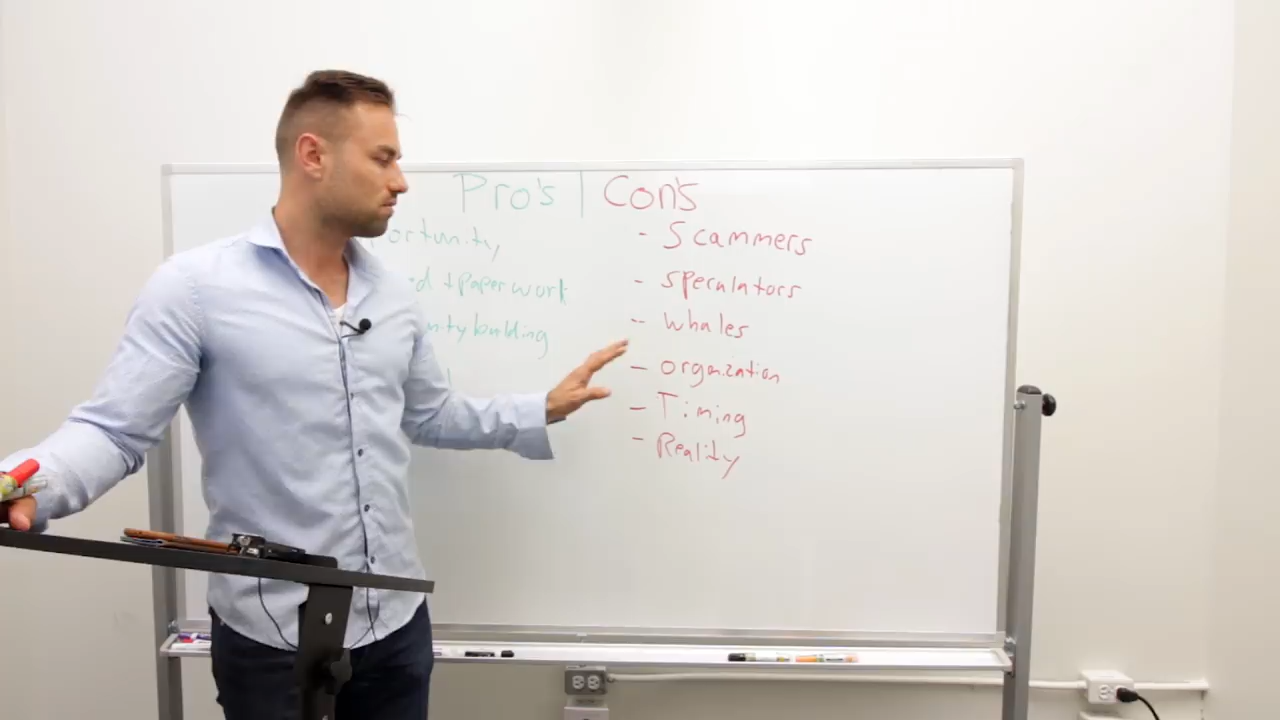 Pro's | Con's
ortunity
d + paperwork
nity building
- Scammers
- speculators
- whales
- organization
- Timing
- Reality